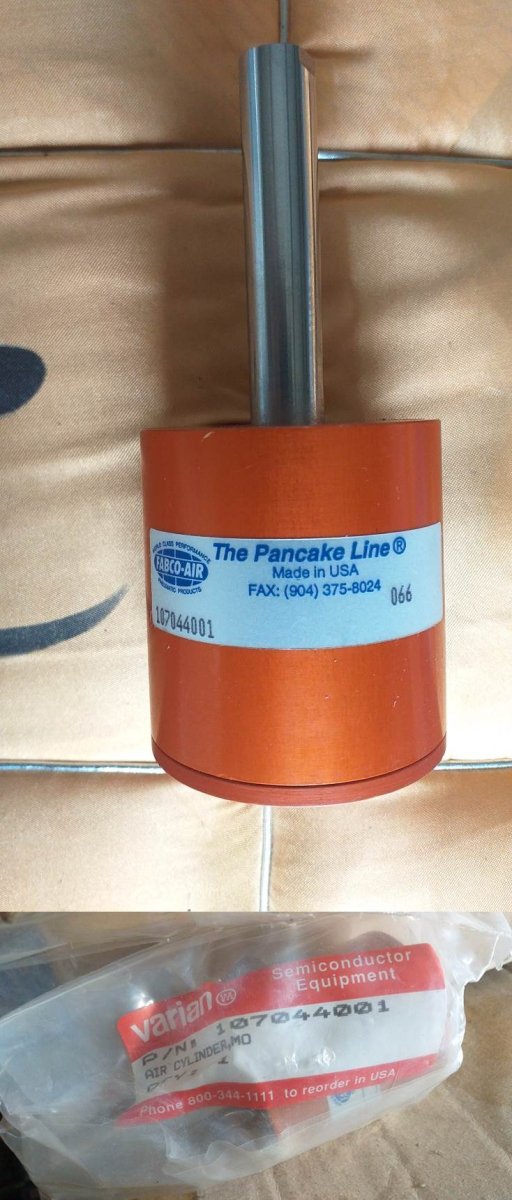 WORLD CLASS PERFORMANCE
FABCO-AIR
PNEUMATIC PRODUCTS
The Pancake Line®
Made in USA
FAX: (904) 375-8024
066
107044001
varian
Semiconductor
Equipment
P/N: 107044001
AIR CYLINDER,MO
QTY:
Phone 800-344-1111 to reorder in USA